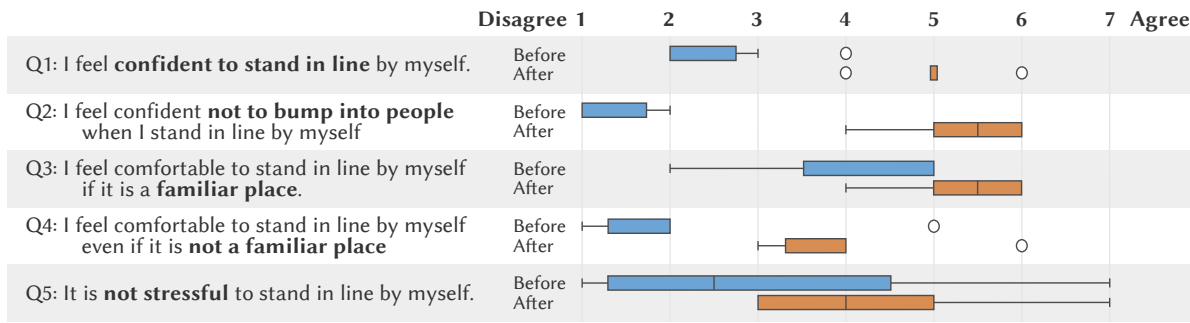 Disagree 1 2 3 4 5 6 7 Agree
Q1: I feel confident to stand in line by myself.
Before
After
Q2: I feel confident not to bump into people
when I stand in line by myself
Before
After
Q3: I feel comfortable to stand in line by myself
if it is a familiar place.
Before
After
Q4: I feel comfortable to stand in line by myself
even if it is not a familiar place
Before
After
Q5: It is not stressful to stand in line by myself.
Before
After